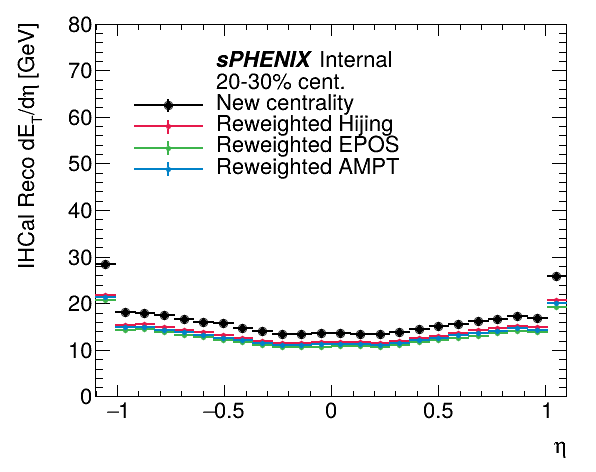 80
70
60
50
40
30
20
10
0
IHCal Reco dE_T/dη [GeV]
sPHENIX Internal
20-30% cent.
New centrality
Reweighted Hijing
Reweighted EPOS
Reweighted AMPT
−1 −0.5 0 0.5 1
η